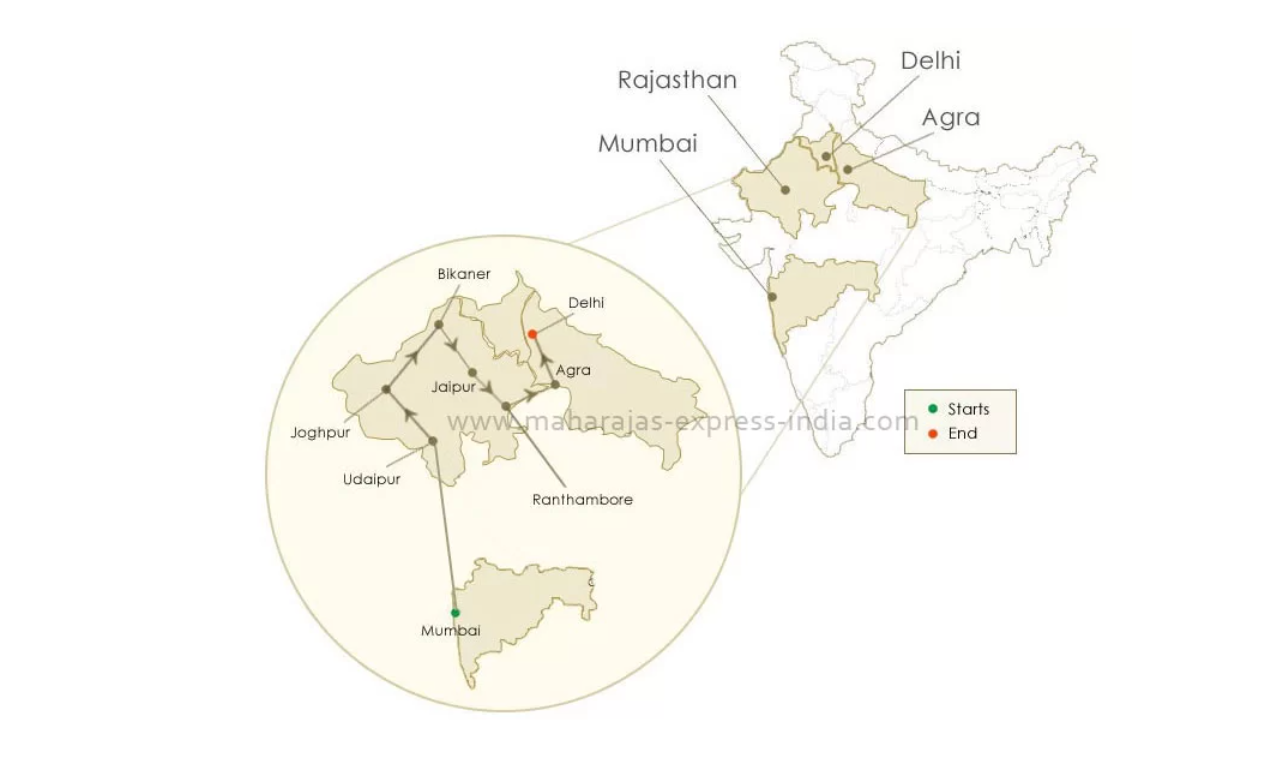 Delhi
Rajasthan
Agra
Mumbai
Bikaner
Delhi
Agra
Jaipur
Starts
www.maharajas-express-india.com
Joghpur
End
Udaipur
Ranthambore
Mumbai